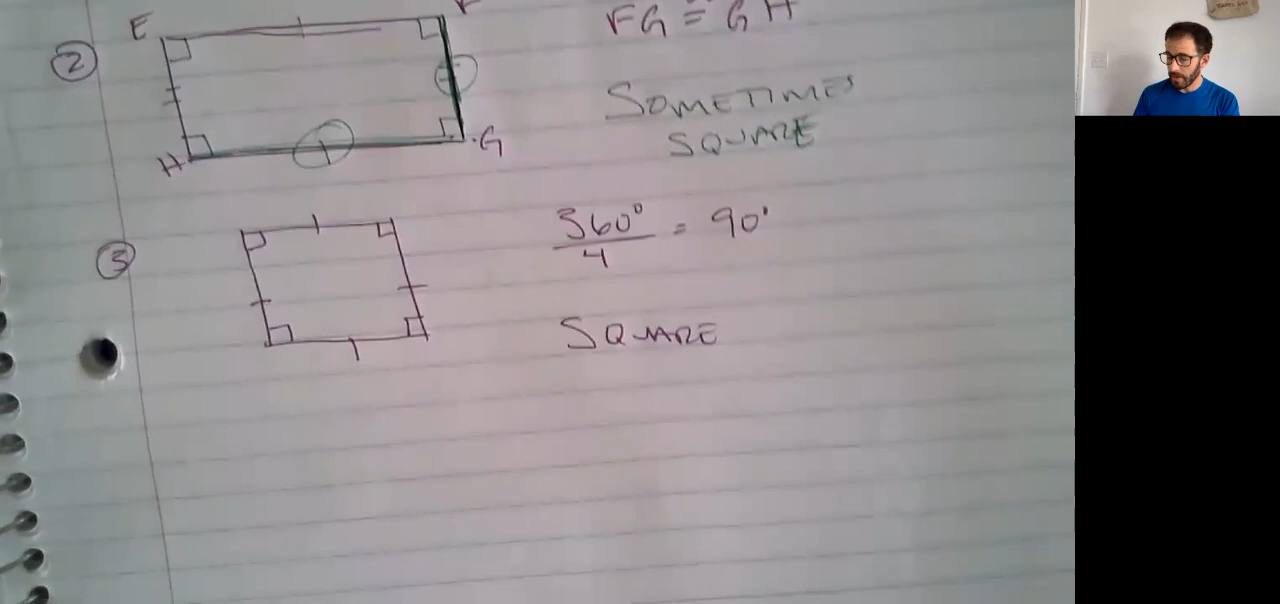 E
②
FG ≅ GH
SOMETIMES
SQUARE
.G
H
③
360° = 90°
4
SQUARE